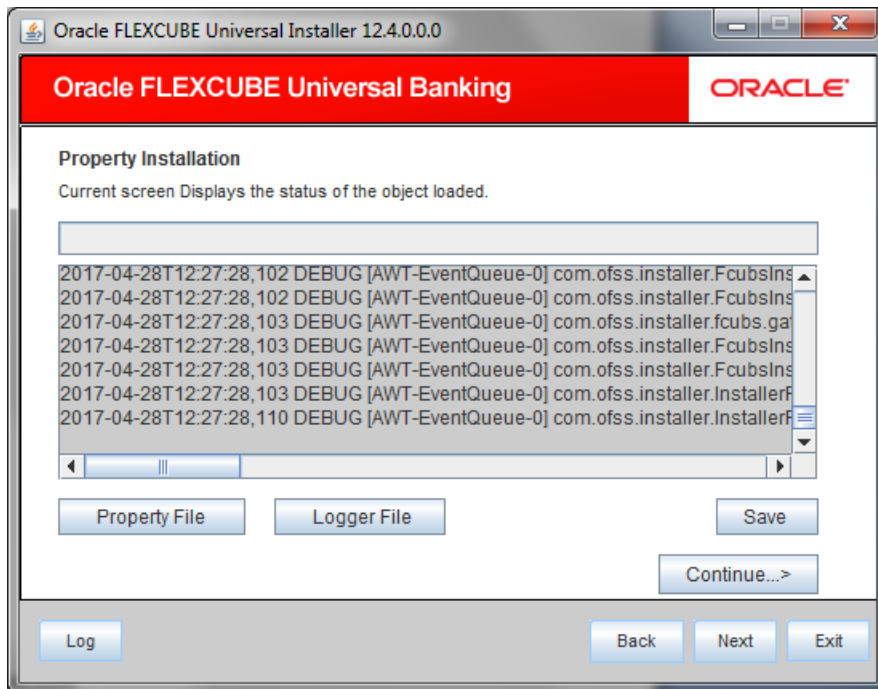 Oracle FLEXCUBE Universal Installer 12.4.0.0.0
Oracle FLEXCUBE Universal Banking
ORACLE
Property Installation
Current screen Displays the status of the object loaded.
2017-04-28T12:27:28,102 DEBUG [AWT-EventQueue-0] com.ofss.installer.FcubsIns
2017-04-28T12:27:28,102 DEBUG [AWT-EventQueue-0] com.ofss.installer.FcubsIns
2017-04-28T12:27:28,103 DEBUG [AWT-EventQueue-0] com.ofss.installer.fcubs.ga
2017-04-28T12:27:28,103 DEBUG [AWT-EventQueue-0] com.ofss.installer.FcubsIns
2017-04-28T12:27:28,103 DEBUG [AWT-EventQueue-0] com.ofss.installer.FcubsIns
2017-04-28T12:27:28,103 DEBUG [AWT-EventQueue-0] com.ofss.installer.Installer
2017-04-28T12:27:28,110 DEBUG [AWT-EventQueue-0] com.ofss.installer.Installer
Property File Logger File Save
Continue...>
Log Back Next Exit